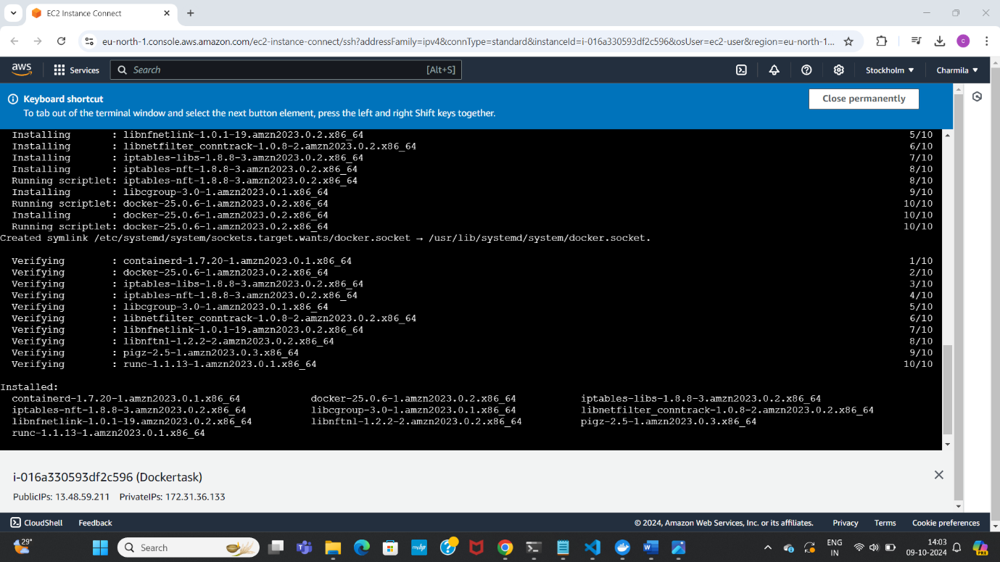 EC2 Instance Connect
eu-north-1.console.aws.amazon.com/ec2-instance-connect/ssh?addressFamily=ipv4&connType=standard&instanceId=i-016a330593df2c596&osUser=ec2-user&region=eu-north-1...
C
aws
Services
Search
[Alt+S]
Stockholm
Charmila
Keyboard shortcut
To tab out of the terminal window and select the next button element, press the left and right Shift keys together.
Close permanently
Installing : libnfnetlink-1.0.1-19.amzn2023.0.2.x86_64 5/10
Installing : libnetfilter_conntrack-1.0.8-2.amzn2023.0.2.x86_64 6/10
Installing : iptables-libs-1.8.8-3.amzn2023.0.2.x86_64 7/10
Installing : iptables-nft-1.8.8-3.amzn2023.0.2.x86_64 8/10
Running scriptlet: iptables-nft-1.8.8-3.amzn2023.0.2.x86_64 8/10
Installing : libcgroup-3.0-1.amzn2023.0.1.x86_64 9/10
Running scriptlet: docker-25.0.6-1.amzn2023.0.2.x86_64 10/10
Installing : docker-25.0.6-1.amzn2023.0.2.x86_64 10/10
Running scriptlet: docker-25.0.6-1.amzn2023.0.2.x86_64 10/10
Created symlink /etc/systemd/system/sockets.target.wants/docker.socket → /usr/lib/systemd/system/docker.socket.
Verifying : containerd-1.7.20-1.amzn2023.0.1.x86_64 1/10
Verifying : docker-25.0.6-1.amzn2023.0.2.x86_64 2/10
Verifying : iptables-libs-1.8.8-3.amzn2023.0.2.x86_64 3/10
Verifying : iptables-nft-1.8.8-3.amzn2023.0.2.x86_64 4/10
Verifying : libcgroup-3.0-1.amzn2023.0.1.x86_64 5/10
Verifying : libnetfilter_conntrack-1.0.8-2.amzn2023.0.2.x86_64 6/10
Verifying : libnfnetlink-1.0.1-19.amzn2023.0.2.x86_64 7/10
Verifying : libnftnl-1.2.2-2.amzn2023.0.2.x86_64 8/10
Verifying : pigz-2.5-1.amzn2023.0.3.x86_64 9/10
Verifying : runc-1.1.13-1.amzn2023.0.1.x86_64 10/10
Installed:
containerd-1.7.20-1.amzn2023.0.1.x86_64 docker-25.0.6-1.amzn2023.0.2.x86_64 iptables-libs-1.8.8-3.amzn2023.0.2.x86_64
iptables-nft-1.8.8-3.amzn2023.0.2.x86_64 libcgroup-3.0-1.amzn2023.0.1.x86_64 libnetfilter_conntrack-1.0.8-2.amzn2023.0.2.x86_64
libnfnetlink-1.0.1-19.amzn2023.0.2.x86_64 libnftnl-1.2.2-2.amzn2023.0.2.x86_64 pigz-2.5-1.amzn2023.0.3.x86_64
runc-1.1.13-1.amzn2023.0.1.x86_64
i-016a330593df2c596 (Dockertask)
PublicIPs: 13.48.59.211 PrivateIPs: 172.31.36.133
CloudShell Feedback
© 2024, Amazon Web Services, Inc. or its affiliates. Privacy Terms Cookie preferences
29°
Search
myhp
ENG
IN
14:03
09-10-2024
PRE